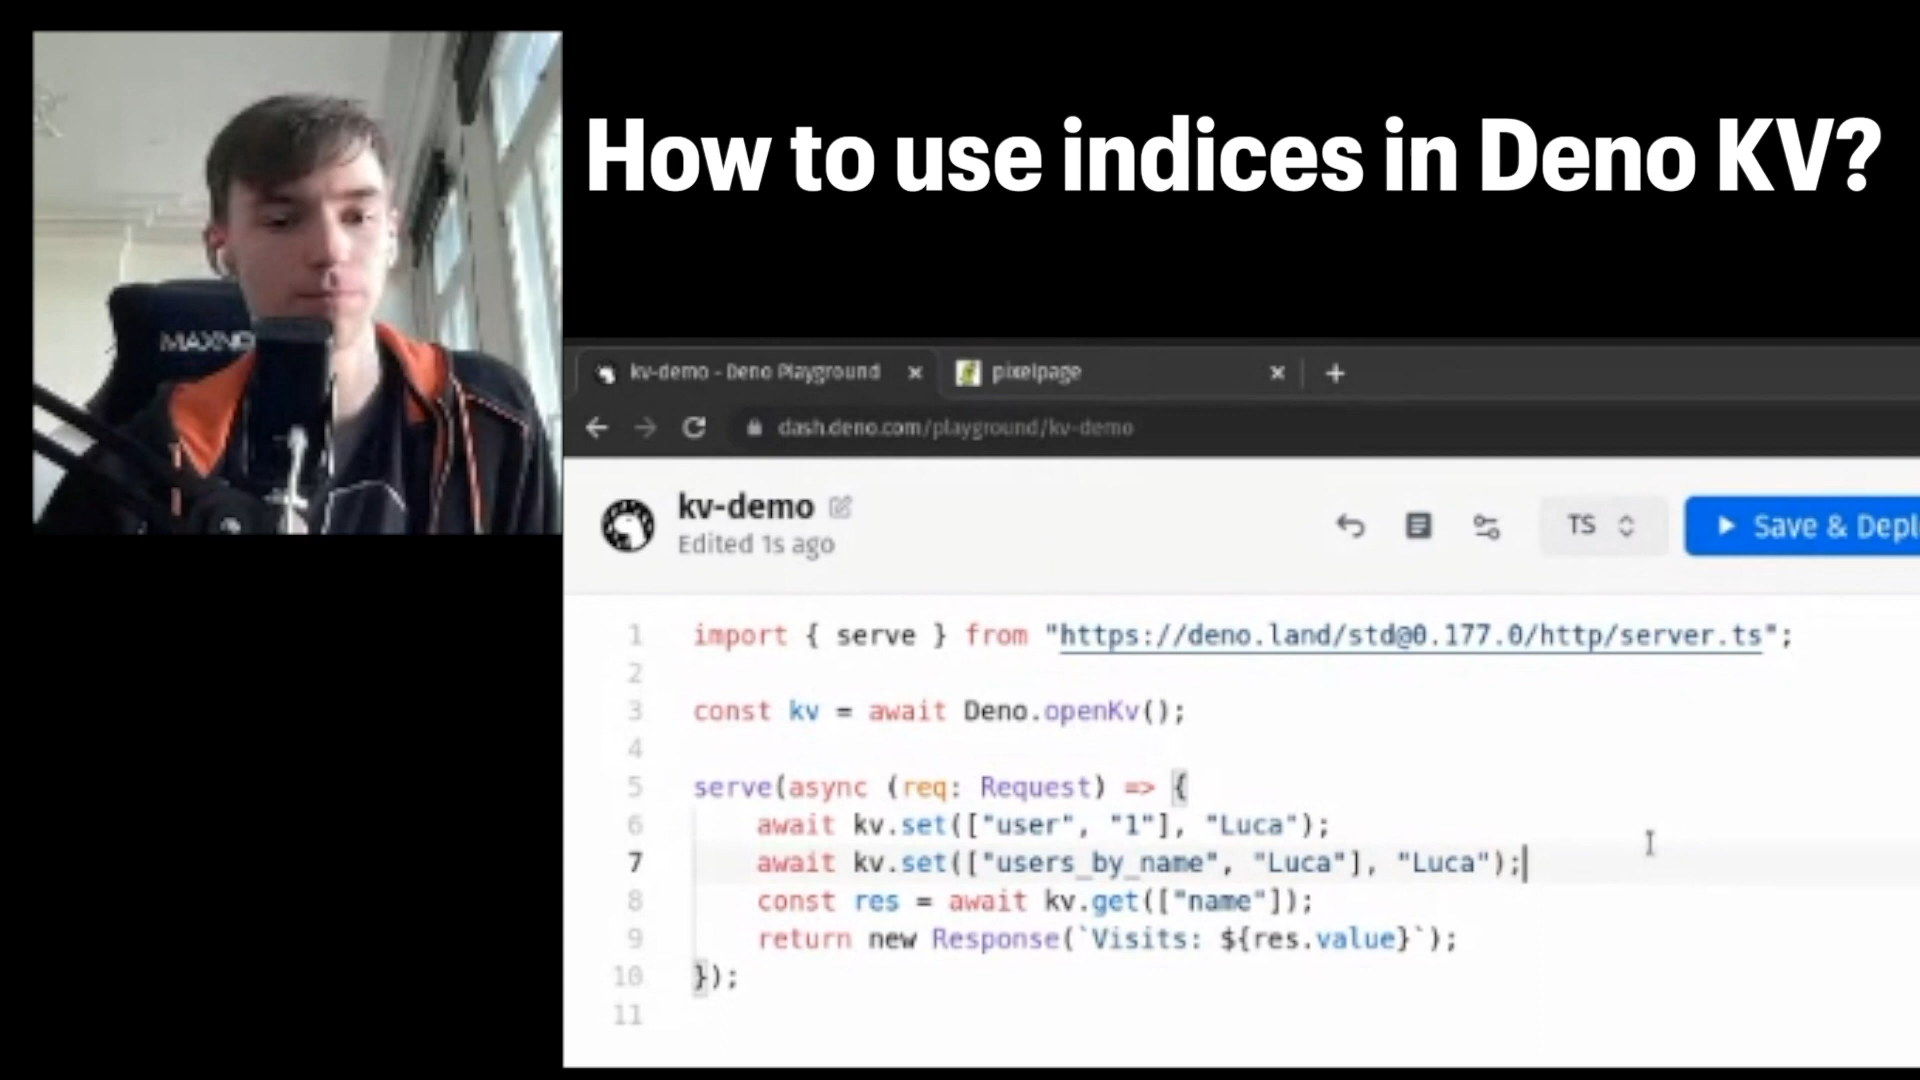 How to use indices in Deno KV?
MAXNO
kv-demo - Deno Playground
pixelpage
dash.deno.com/playground/kv-demo
kv-demo
Edited 1s ago
TS
Save & Depl
1 import { serve } from "https://deno.land/std@0.177.0/http/server.ts";
2
3 const kv = await Deno.openKv();
4
5 serve(async (req: Request) => {
6 await kv.set(["user", "1"], "Luca");
7 await kv.set(["users_by_name", "Luca"], "Luca");
8 const res = await kv.get(["name"]);
9 return new Response(`Visits: ${res.value}`);
10 });
11